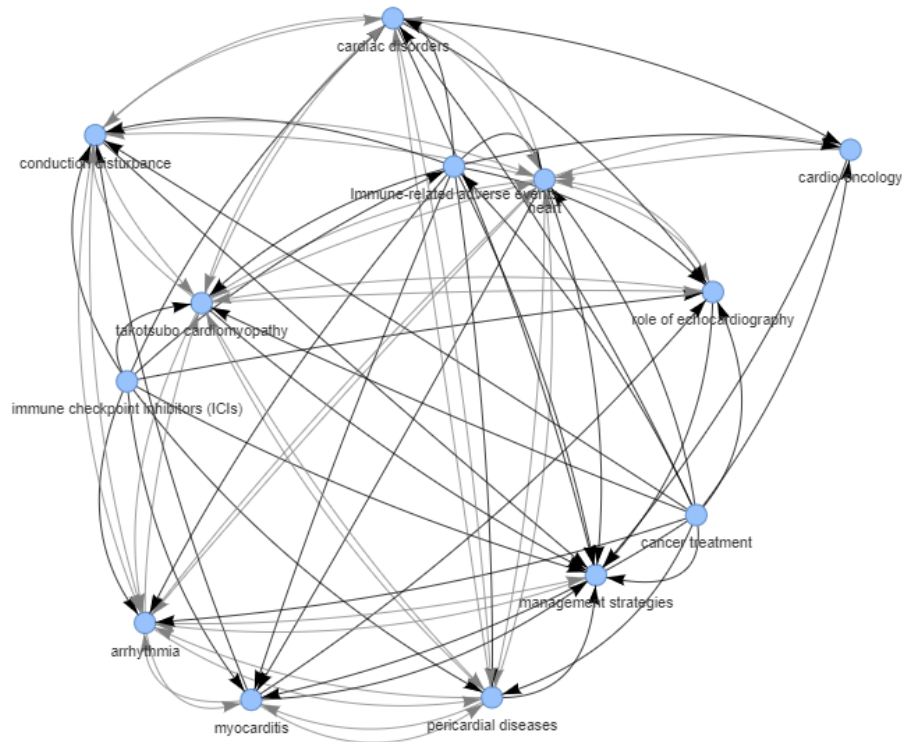 cardiac disorders
conduction disturbance
cardio-oncology
Immune-related adverse events
heart
role of echocardiography
takotsubo cardiomyopathy
immune checkpoint inhibitors (ICIs)
cancer treatment
management strategies
arrhythmia
myocarditis
pericardial diseases